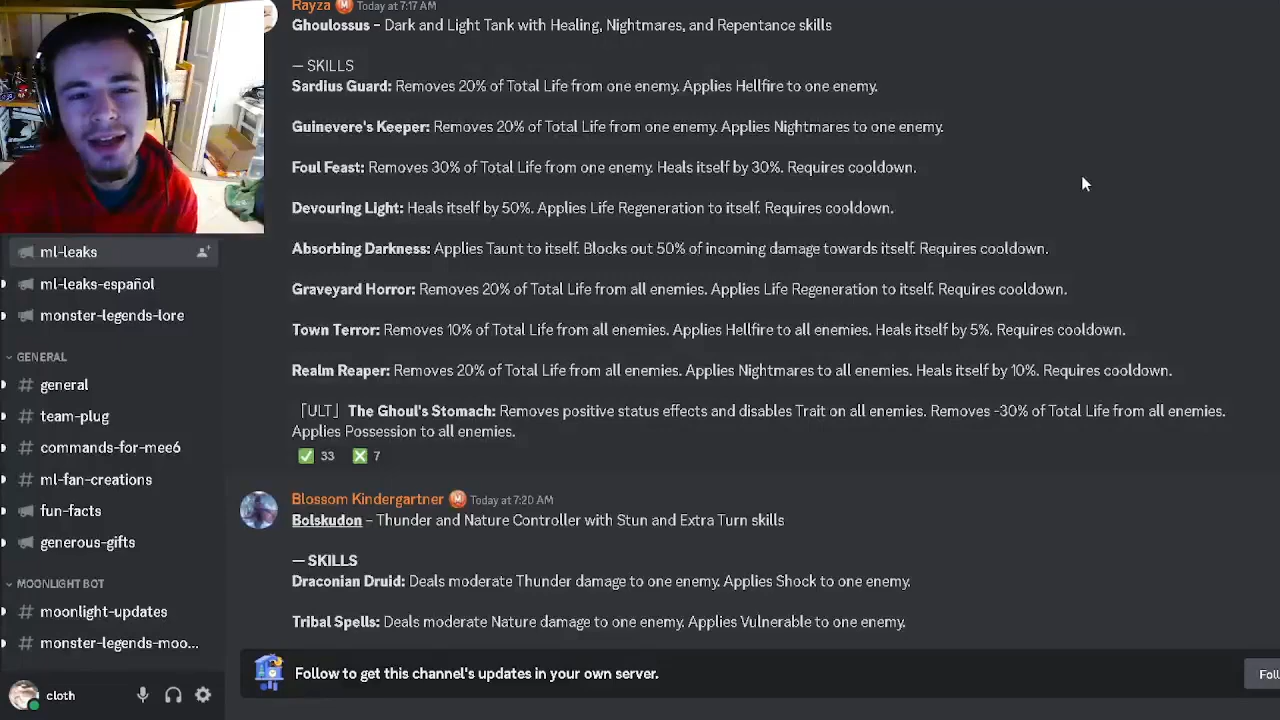 Rayza Today at 7:17 AM
Ghoulossus - Dark and Light Tank with Healing, Nightmares, and Repentance skills
— SKILLS
Sardius Guard: Removes 20% of Total Life from one enemy. Applies Hellfire to one enemy.
Guinevere's Keeper: Removes 20% of Total Life from one enemy. Applies Nightmares to one enemy.
Foul Feast: Removes 30% of Total Life from one enemy. Heals itself by 30%. Requires cooldown.
Devouring Light: Heals itself by 50%. Applies Life Regeneration to itself. Requires cooldown.
Absorbing Darkness: Applies Taunt to itself. Blocks out 50% of incoming damage towards itself. Requires cooldown.
Graveyard Horror: Removes 20% of Total Life from all enemies. Applies Life Regeneration to itself. Requires cooldown.
Town Terror: Removes 10% of Total Life from all enemies. Applies Hellfire to all enemies. Heals itself by 5%. Requires cooldown.
Realm Reaper: Removes 20% of Total Life from all enemies. Applies Nightmares to all enemies. Heals itself by 10%. Requires cooldown.
「ULT」The Ghoul's Stomach: Removes positive status effects and disables Trait on all enemies. Removes -30% of Total Life from all enemies.
Applies Possession to all enemies.
33 7
Blossom Kindergartner Today at 7:20 AM
Bolskudon - Thunder and Nature Controller with Stun and Extra Turn skills
— SKILLS
Draconian Druid: Deals moderate Thunder damage to one enemy. Applies Shock to one enemy.
Tribal Spells: Deals moderate Nature damage to one enemy. Applies Vulnerable to one enemy.
Follow to get this channel's updates in your own server.
Foll
ml-leaks
ml-leaks-español
monster-legends-lore
GENERAL
general
team-plug
commands-for-mee6
ml-fan-creations
fun-facts
generous-gifts
MOONLIGHT BOT
moonlight-updates
monster-legends-moo...
cloth